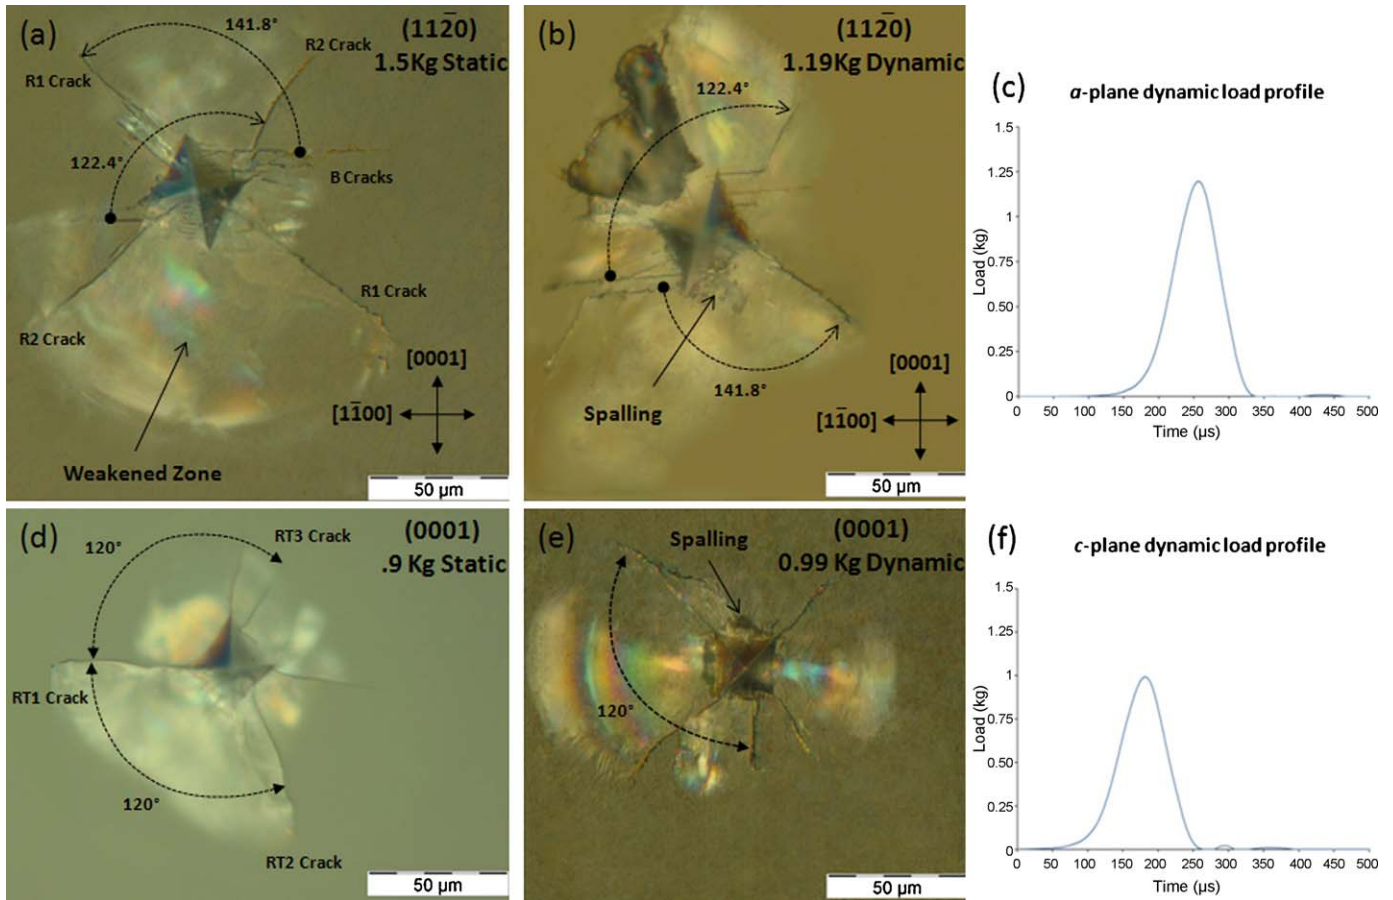 (a)
141.8°
(112̅0)
1.5Kg Static
R2 Crack
R1 Crack
122.4°
B Cracks
R1 Crack
R2 Crack
[0001]
[11̅00]
Weakened Zone
50 µm
(b)
(112̅0)
1.19Kg Dynamic
122.4°
141.8°
Spalling
[0001]
[11̅00]
50 µm
(c)
a-plane dynamic load profile
1.5
1.25
1
0.75
0.50
0.25
0
Load (kg)
0 50 100 150 200 250 300 350 400 450 500
Time (µs)
(d)
(0001)
.9 Kg Static
120°
RT3 Crack
RT1 Crack
120°
RT2 Crack
50 µm
(e)
Spalling
(0001)
0.99 Kg Dynamic
120°
50 µm
(f)
c-plane dynamic load profile
1.5
1.25
1
0.75
0.50
0.25
0
Load (kg)
0 50 100 150 200 250 300 350 400 450 500
Time (µs)